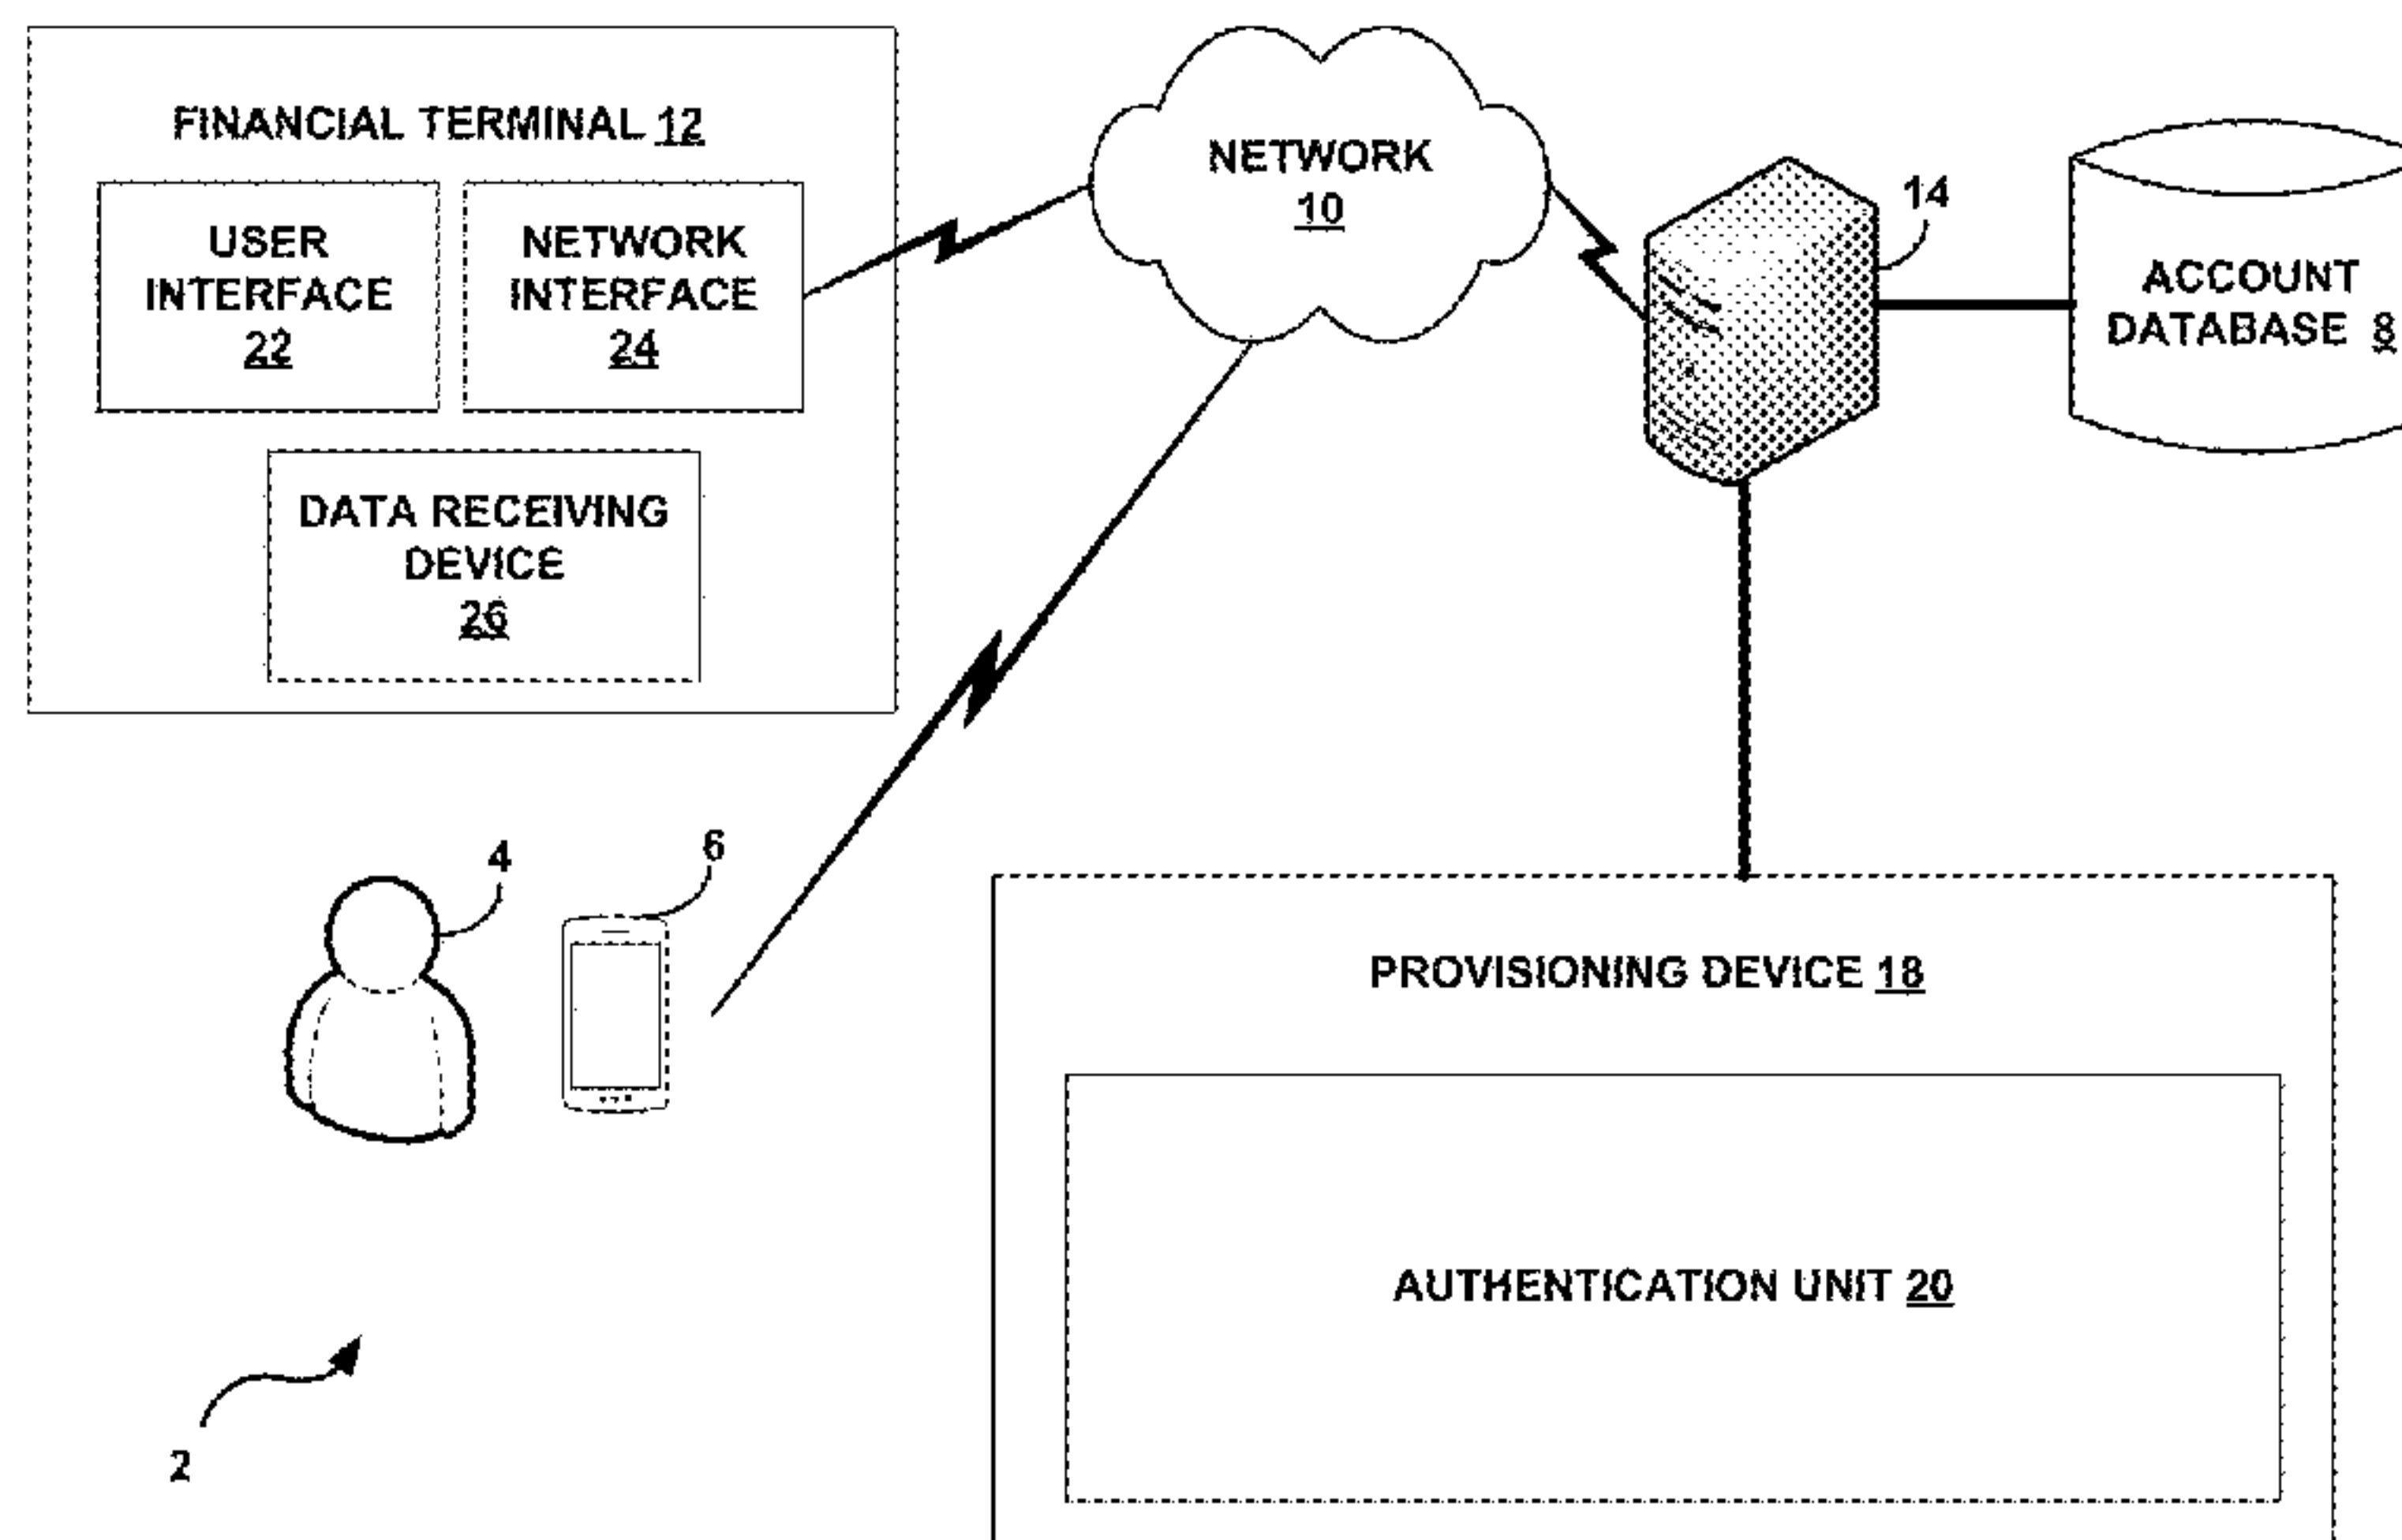 FINANCIAL TERMINAL 12
USER
INTERFACE
22
NETWORK
INTERFACE
24
DATA RECEIVING
DEVICE
26
NETWORK
10
14
ACCOUNT
DATABASE 8
4
6
PROVISIONING DEVICE 18
AUTHENTICATION UNIT 20
2